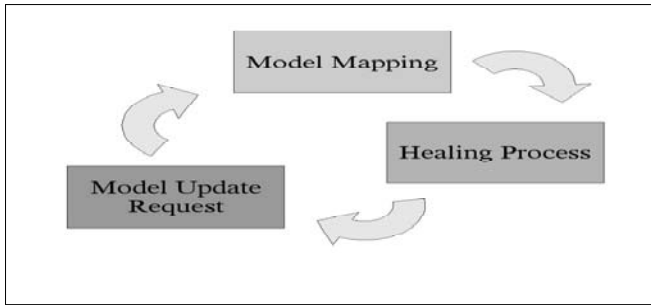 Model Mapping
Healing Process
Model Update
Request